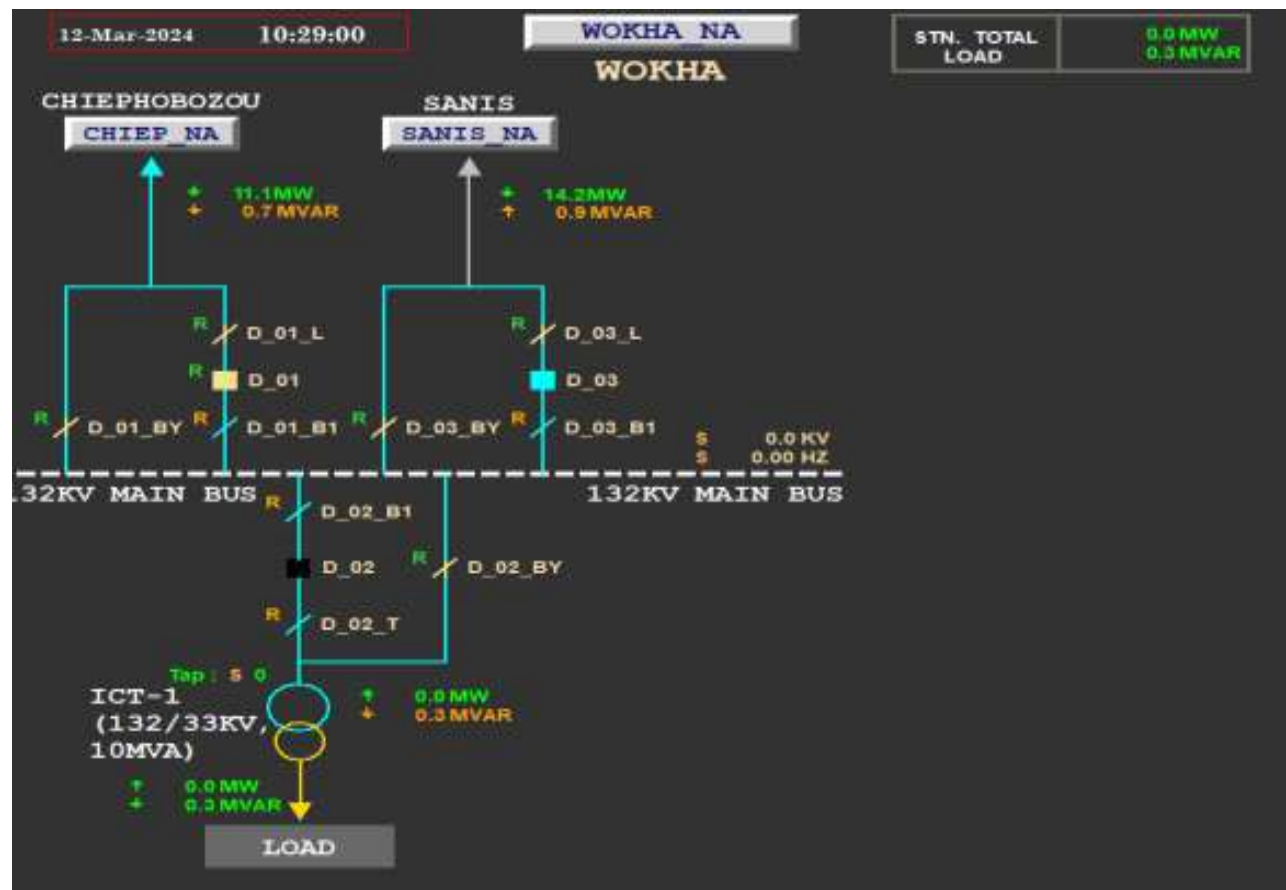 12-Mar-2024 10:29:00
WOKHA_NA
WOKHA
STN. TOTAL LOAD
0.0 MW
0.3 MVAR
CHIEPHOBOZOU
CHIEP_NA
SANIS
SANIS_NA
11.1MW
0.7 MVAR
14.2MW
0.9 MVAR
R D_01_L
R D_03_L
R D_01
D_03
R D_01_BY
R D_01_B1
R D_03_BY
R D_03_B1
S 0.0 KV
S 0.00 HZ
132KV MAIN BUS
32KV MAIN BUS
R D_02_B1
D_02
R D_02_BY
R D_02_T
Tap : S 0
ICT-1
(132/33KV,
10MVA)
0.0 MW
0.3 MVAR
0.0 MW
0.3 MVAR
LOAD